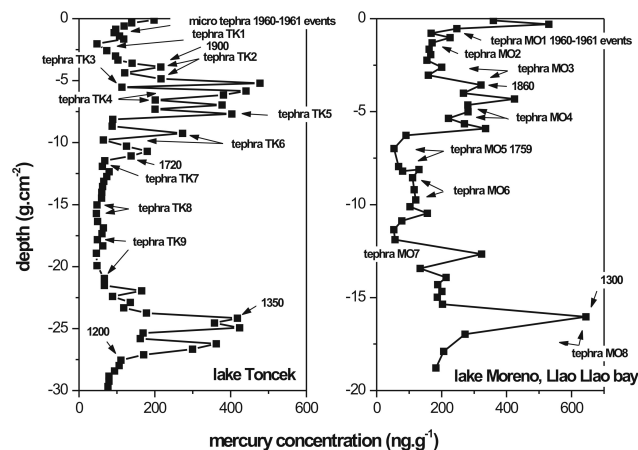 0
micro tephra 1960-1961 events
tephra TK1
1900
tephra TK2
tephra TK3
-5
tephra TK4
tephra TK5
-10
tephra TK6
1720
tephra TK7
-15
tephra TK8
tephra TK9
-20
1350
-25
1200
lake Toncek
-30
0 200 400 600
depth (g.cm-2)
0
tephra MO1 1960-1961 events
tephra MO2
tephra MO3
1860
tephra MO4
-5
tephra MO5 1759
tephra MO6
-10
tephra MO7
1300
-15
tephra MO8
lake Moreno, Llao Llao bay
0 200 400 600
mercury concentration (ng.g-1)